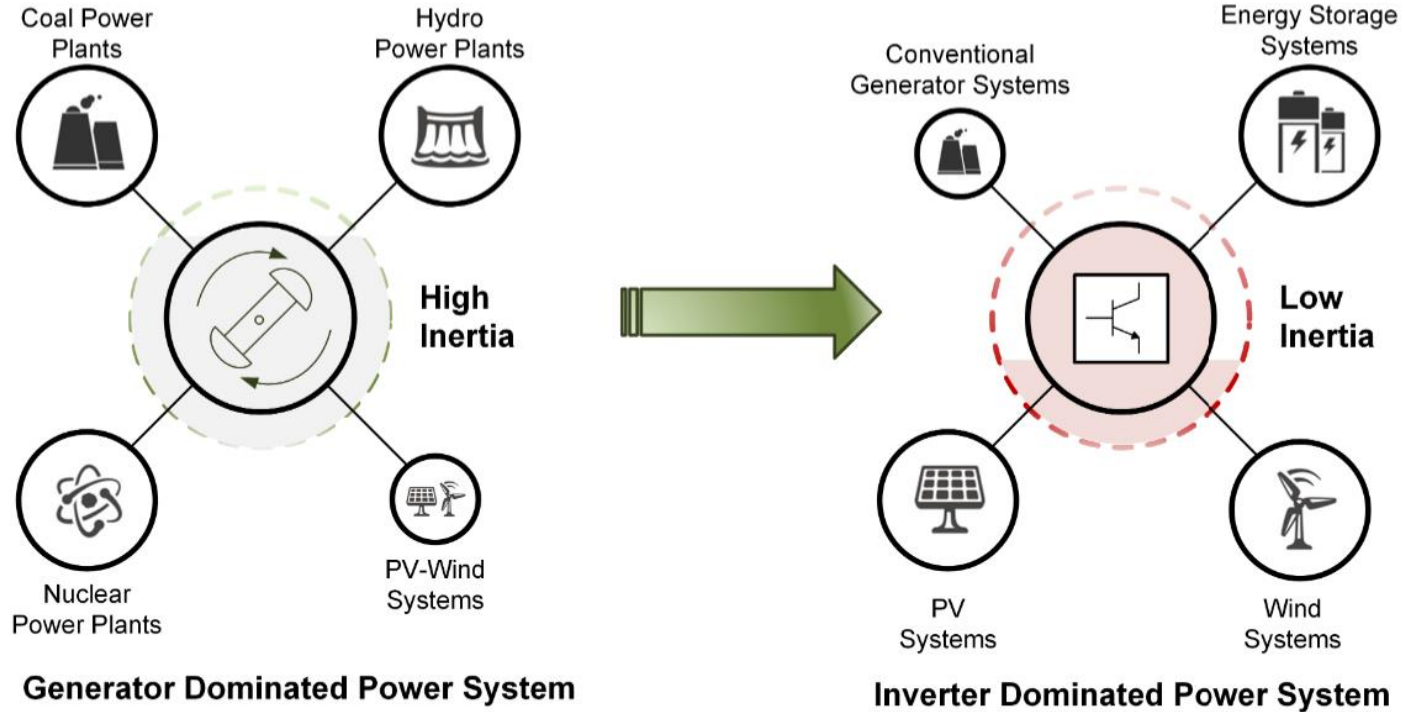 Coal Power
Plants
Hydro
Power Plants
High
Inertia
Nuclear
Power Plants
PV-Wind
Systems
Generator Dominated Power System
Conventional
Generator Systems
Energy Storage
Systems
Low
Inertia
PV
Systems
Wind
Systems
Inverter Dominated Power System